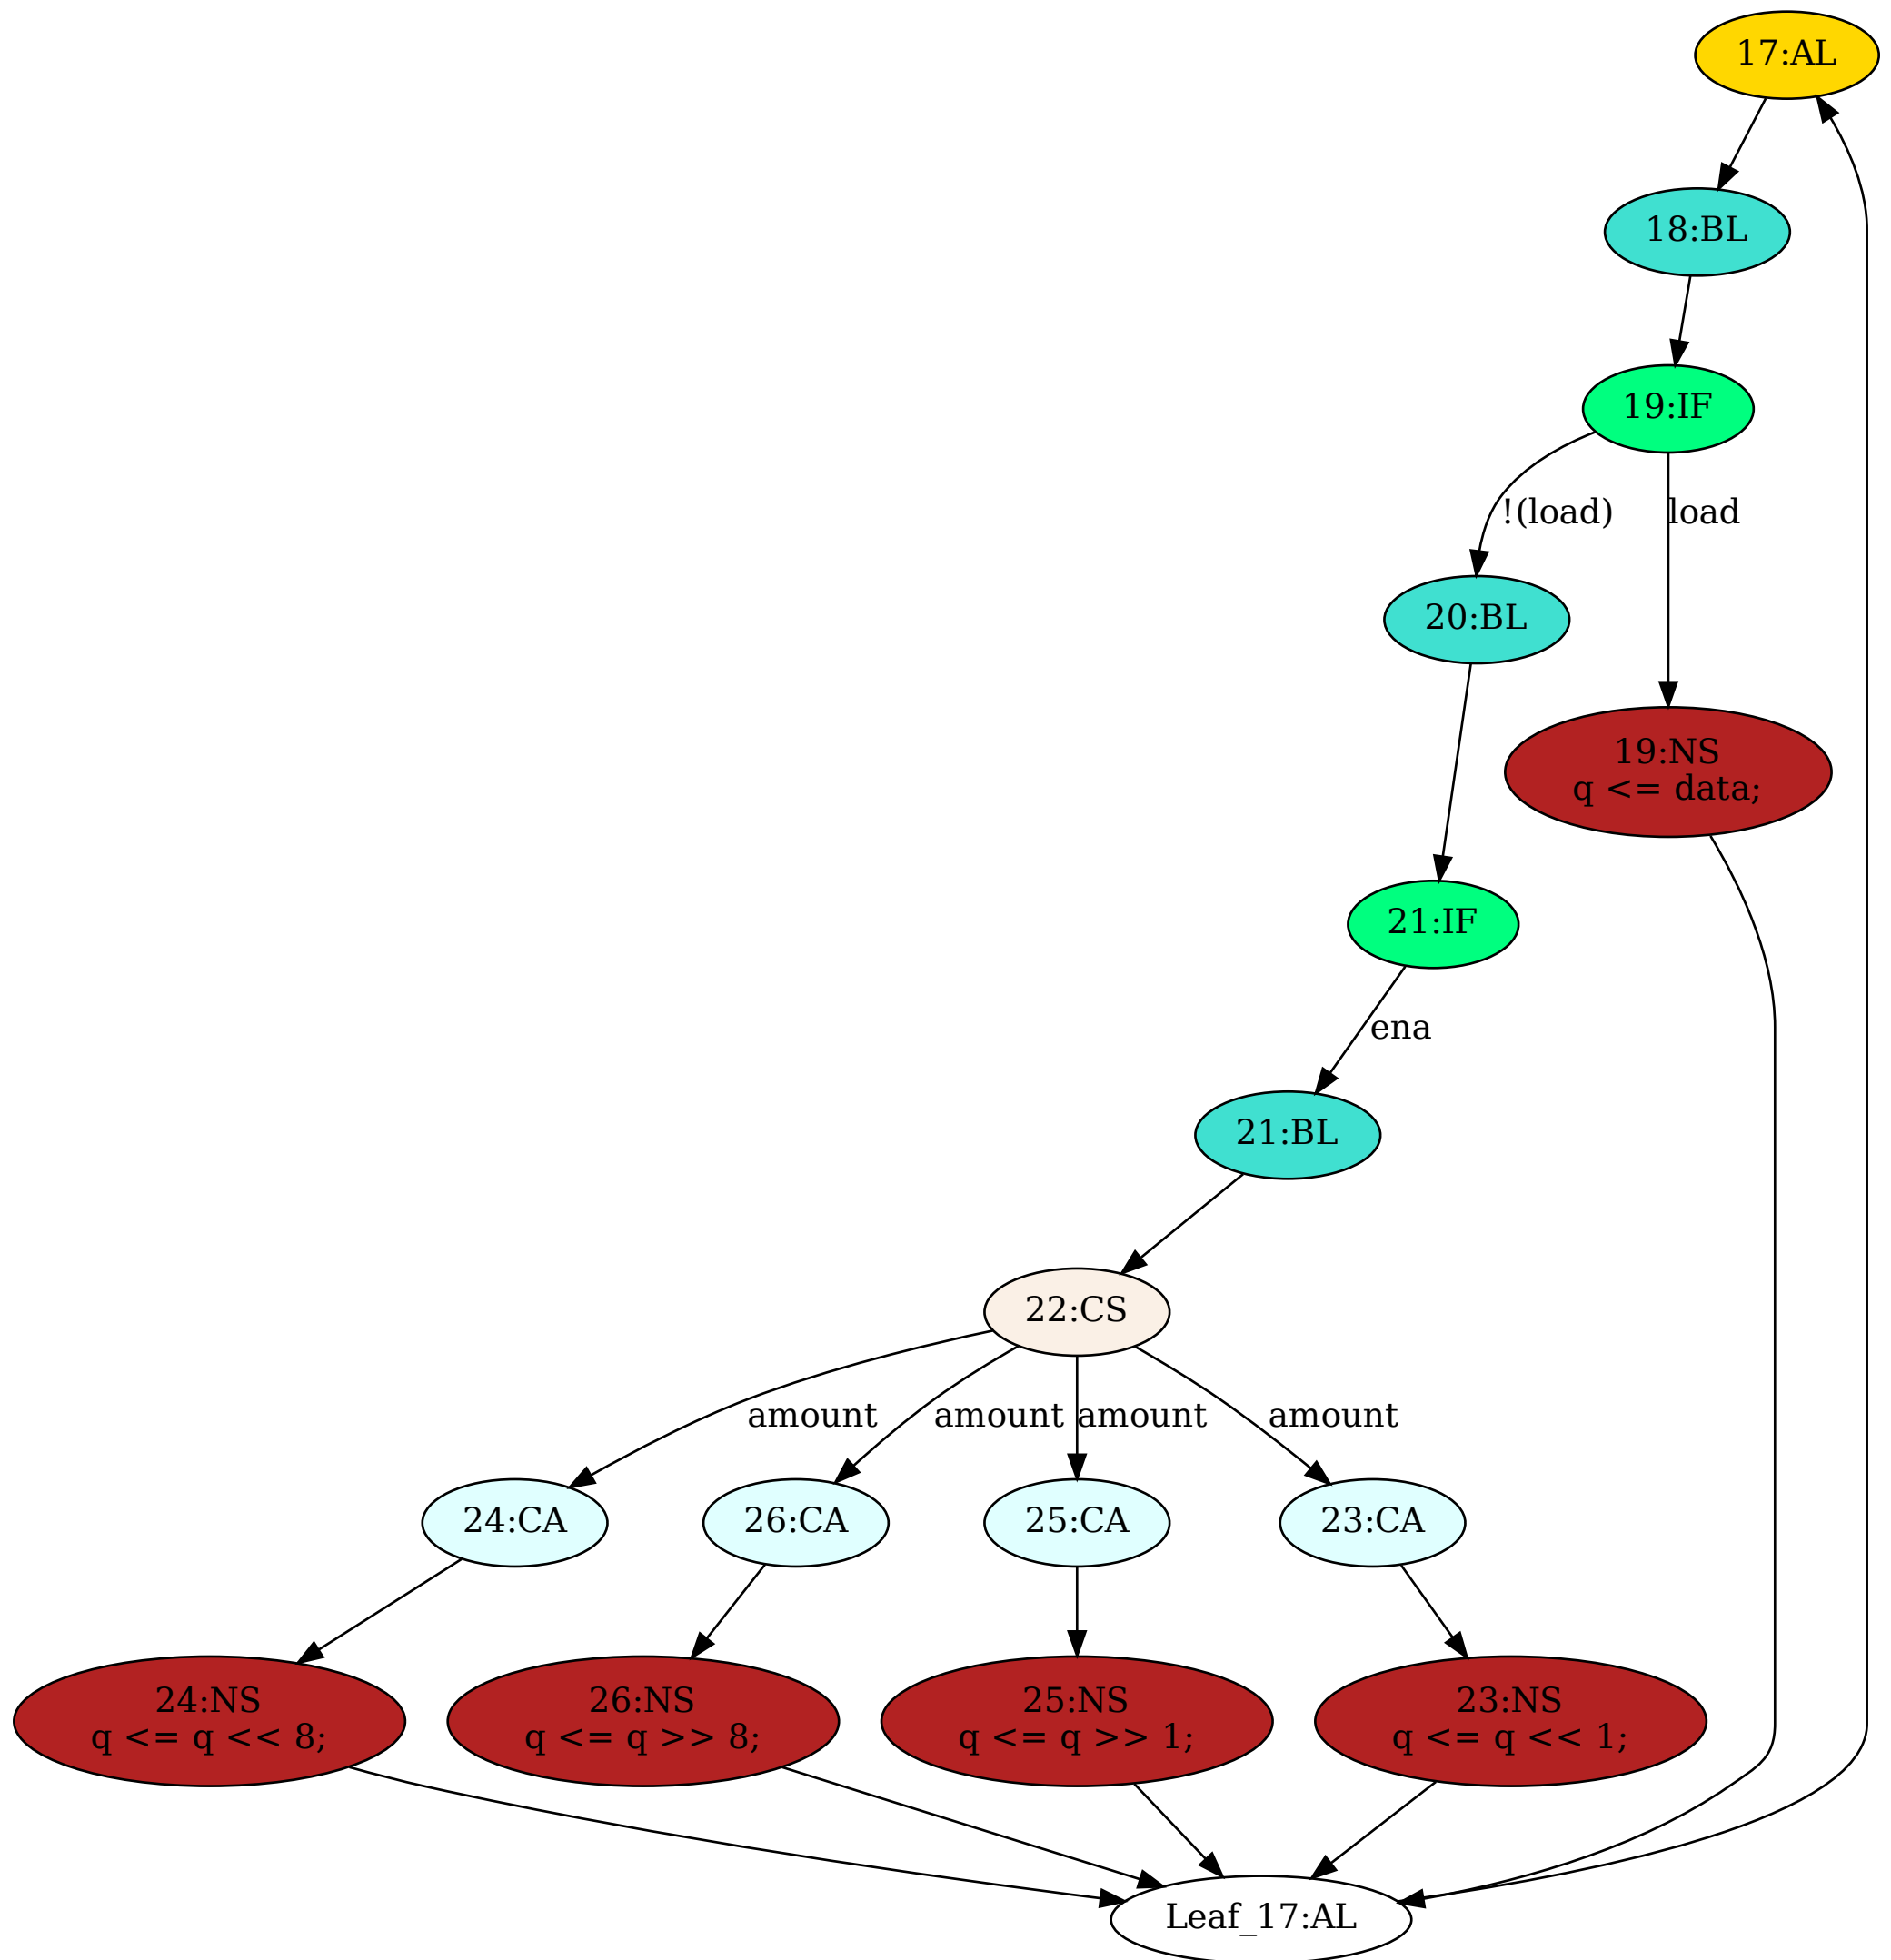 17:AL
18:BL
19:IF
!(load)
load
20:BL
19:NS
q <= data;
21:IF
ena
21:BL
22:CS
amount
amount
amount
amount
24:CA
26:CA
25:CA
23:CA
24:NS
q <= q << 8;
26:NS
q <= q >> 8;
25:NS
q <= q >> 1;
23:NS
q <= q << 1;
Leaf_17:AL